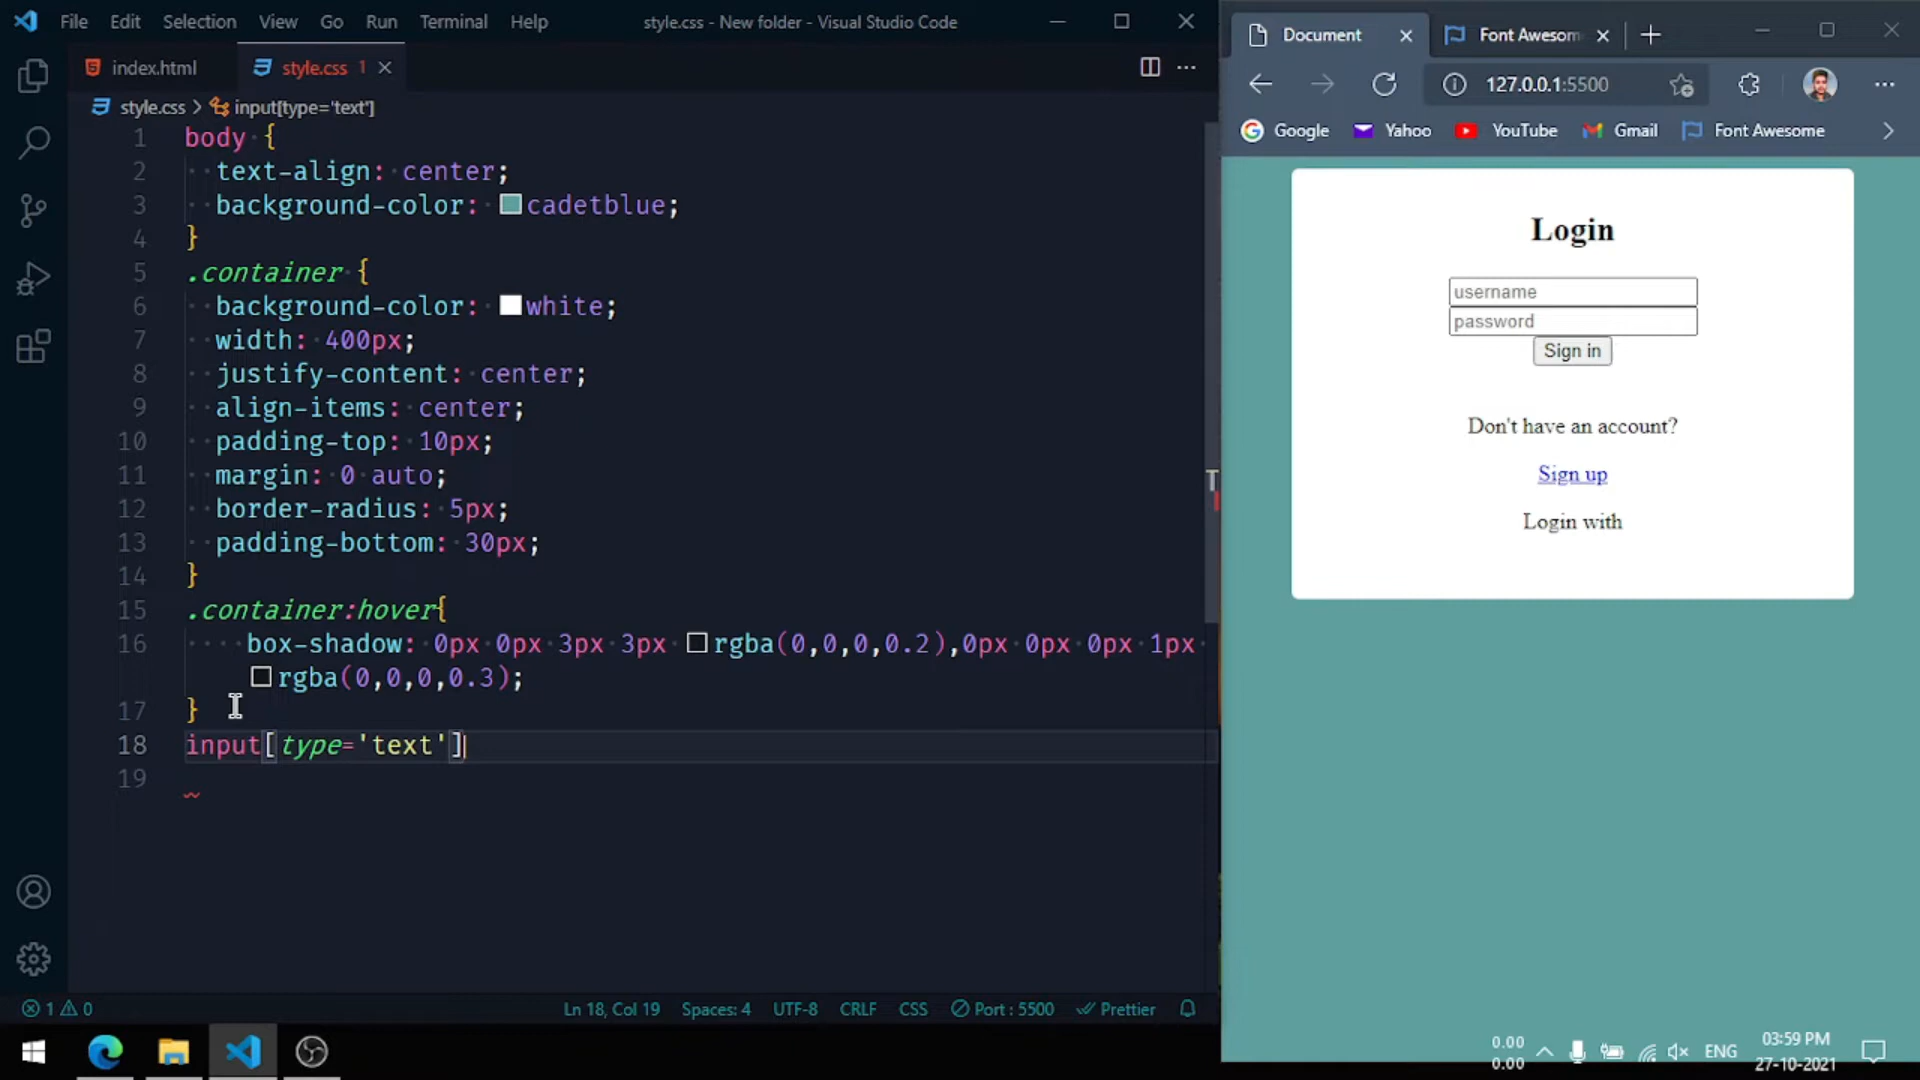 File Edit Selection View Go Run Terminal Help style.css - New folder - Visual Studio Code
index.html style.css 1
style.css > input[type='text']
1 body {
2 text-align: center;
3 background-color: cadetblue;
4 }
5 .container {
6 background-color: white;
7 width: 400px;
8 justify-content: center;
9 align-items: center;
10 padding-top: 10px;
11 margin: 0 auto;
12 border-radius: 5px;
13 padding-bottom: 30px;
14 }
15 .container:hover{
16 box-shadow: 0px 0px 3px 3px rgba(0,0,0,0.2),0px 0px 0px 1px
rgba(0,0,0,0.3);
17 }
18 input[type='text']
19
1 0 Ln 18, Col 19 Spaces: 4 UTF-8 CRLF CSS Port : 5500 Prettier
Document Font Awesom
127.0.0.1:5500
Google Yahoo YouTube Gmail Font Awesome
Login
username
password
Sign in
Don't have an account?
Sign up
Login with
0.00
0.00
ENG
03:59 PM
27-10-2021